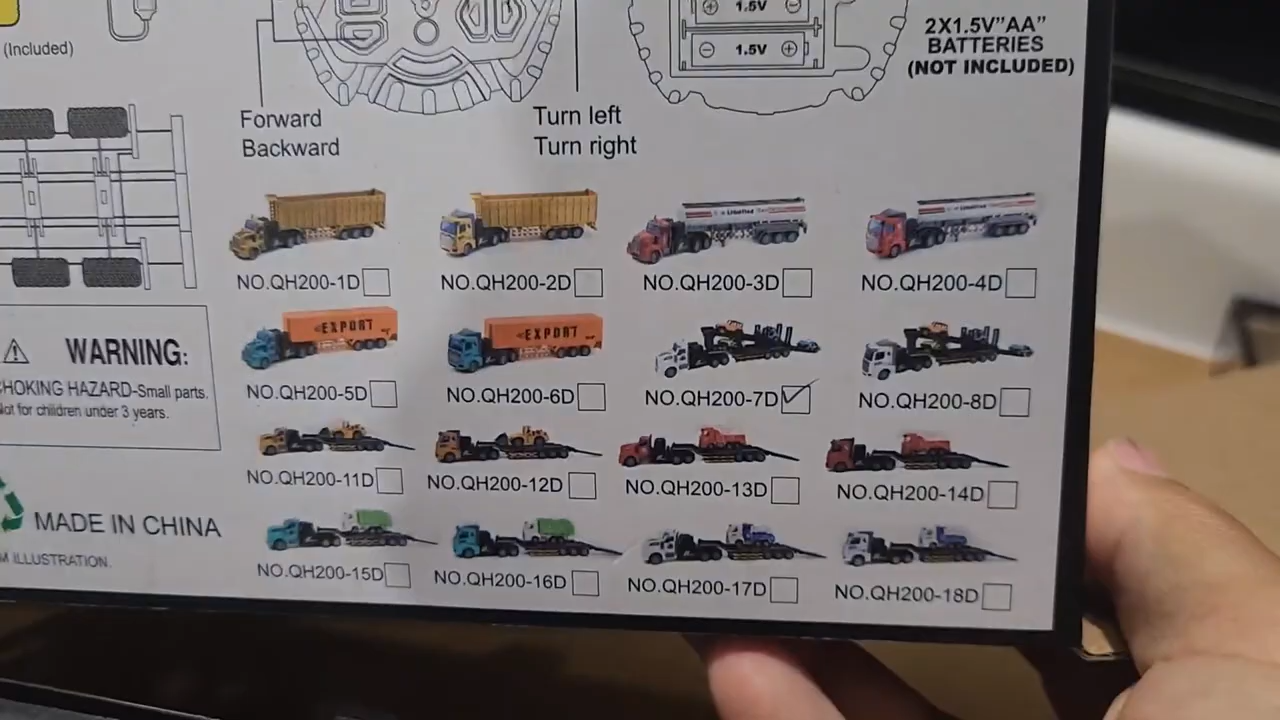 (Included)
1.5V
1.5V
2X1.5V"AA"
BATTERIES
(NOT INCLUDED)
Forward
Backward
Turn left
Turn right
NO.QH200-1D
NO.QH200-2D
NO.QH200-3D
NO.QH200-4D
EXPORT
EXPORT
NO.QH200-5D
NO.QH200-6D
NO.QH200-7D
NO.QH200-8D
WARNING:
CHOKING HAZARD-Small parts.
Not for children under 3 years.
NO.QH200-11D
NO.QH200-12D
NO.QH200-13D
NO.QH200-14D
MADE IN CHINA
ILLUSTRATION.
NO.QH200-15D
NO.QH200-16D
NO.QH200-17D
NO.QH200-18D